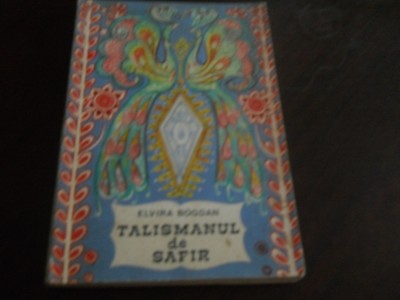 ELVIRA BOGDAN
TALISMANUL
de
SAFIR